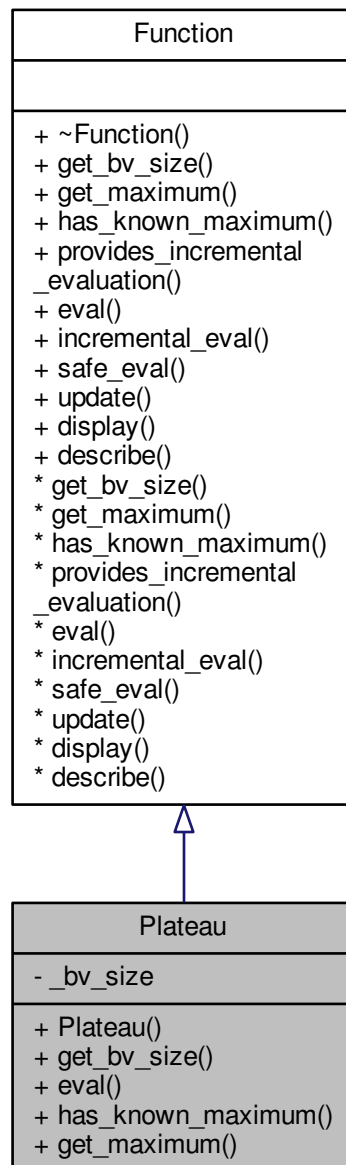 Function
+ ~Function()
+ get_bv_size()
+ get_maximum()
+ has_known_maximum()
+ provides_incremental
_evaluation()
+ eval()
+ incremental_eval()
+ safe_eval()
+ update()
+ display()
+ describe()
* get_bv_size()
* get_maximum()
* has_known_maximum()
* provides_incremental
_evaluation()
* eval()
* incremental_eval()
* safe_eval()
* update()
* display()
* describe()
Plateau
- _bv_size
+ Plateau()
+ get_bv_size()
+ eval()
+ has_known_maximum()
+ get_maximum()